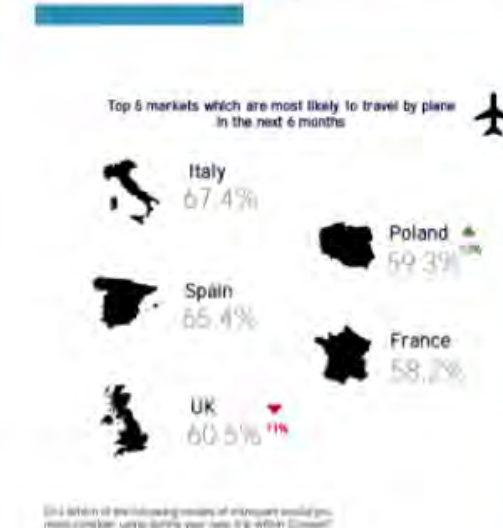 Top 5 markets which are most likely to travel by plane
in the next 6 months
Italy
67.4%
Spain
65.4%
UK
60.5%
Poland
59.3%
France
58.2%